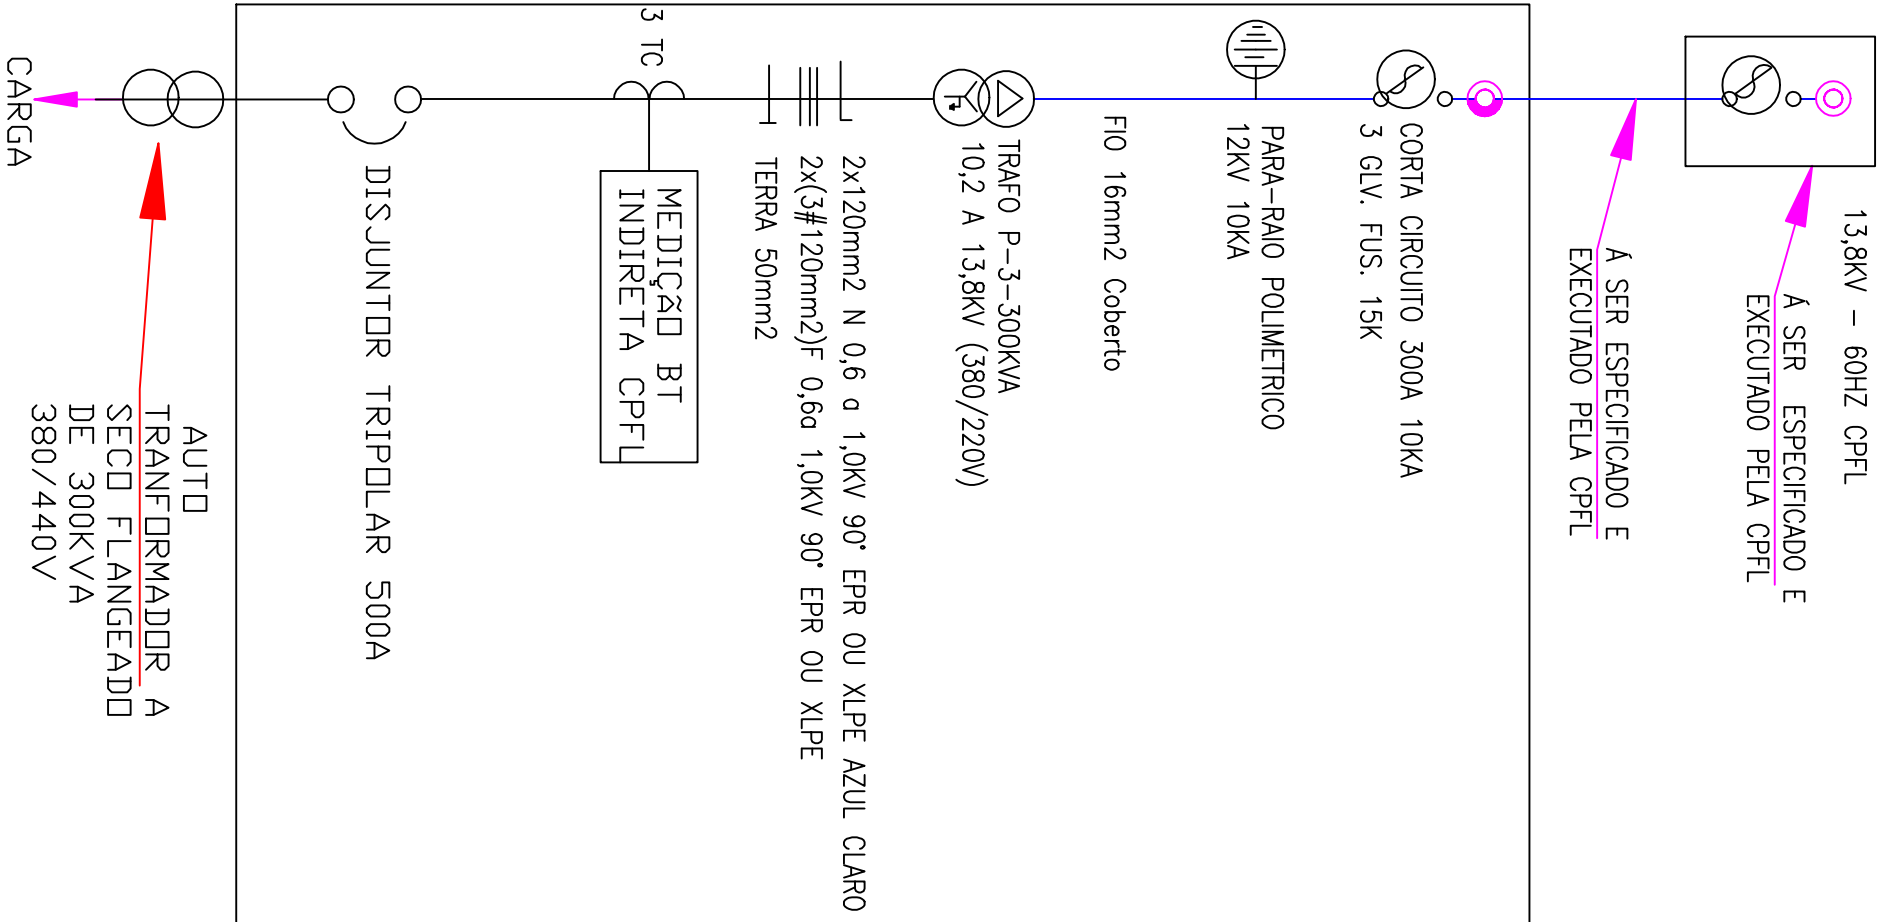 13,8KV - 60HZ CPFL
Á SER ESPECIFICADO E
EXECUTADO PELA CPFL
Á SER ESPECIFICADO E
EXECUTADO PELA CPFL
CORTA CIRCUITO 300A 10KA
3 GLV. FUS. 15K
PARA-RAIO POLIMETRICO
12KV 10KA
FIO 16mm2 Coberto
TRAFO P-3-300KVA
10,2 A 13,8KV (380/220V)
2x120mm2 N 0,6 a 1,0KV 90° EPR OU XLPE AZUL CLARO
2x(3#120mm2)F 0,6a 1,0KV 90° EPR OU XLPE
TERRA 50mm2
3 TC
MEDIÇÃO BT
INDIRETA CPFL
DISJUNTOR TRIPOLAR 500A
AUTO
TRANFORMADOR A
SECO FLANGEADO
DE 300KVA
380/440V
CARGA